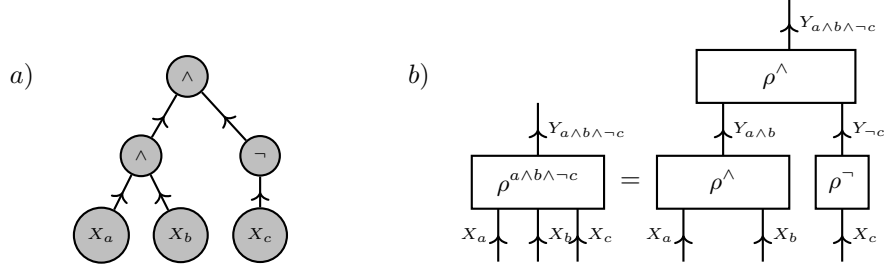 a)
∧
∧ ¬
X_a X_b X_c
b)
Y_{a∧b∧¬c}
ρ^∧
Y_{a∧b∧¬c} Y_{a∧b} Y_{¬c}
ρ^{a∧b∧¬c} = ρ^∧ ρ^¬
X_a X_b X_c X_a X_b X_c